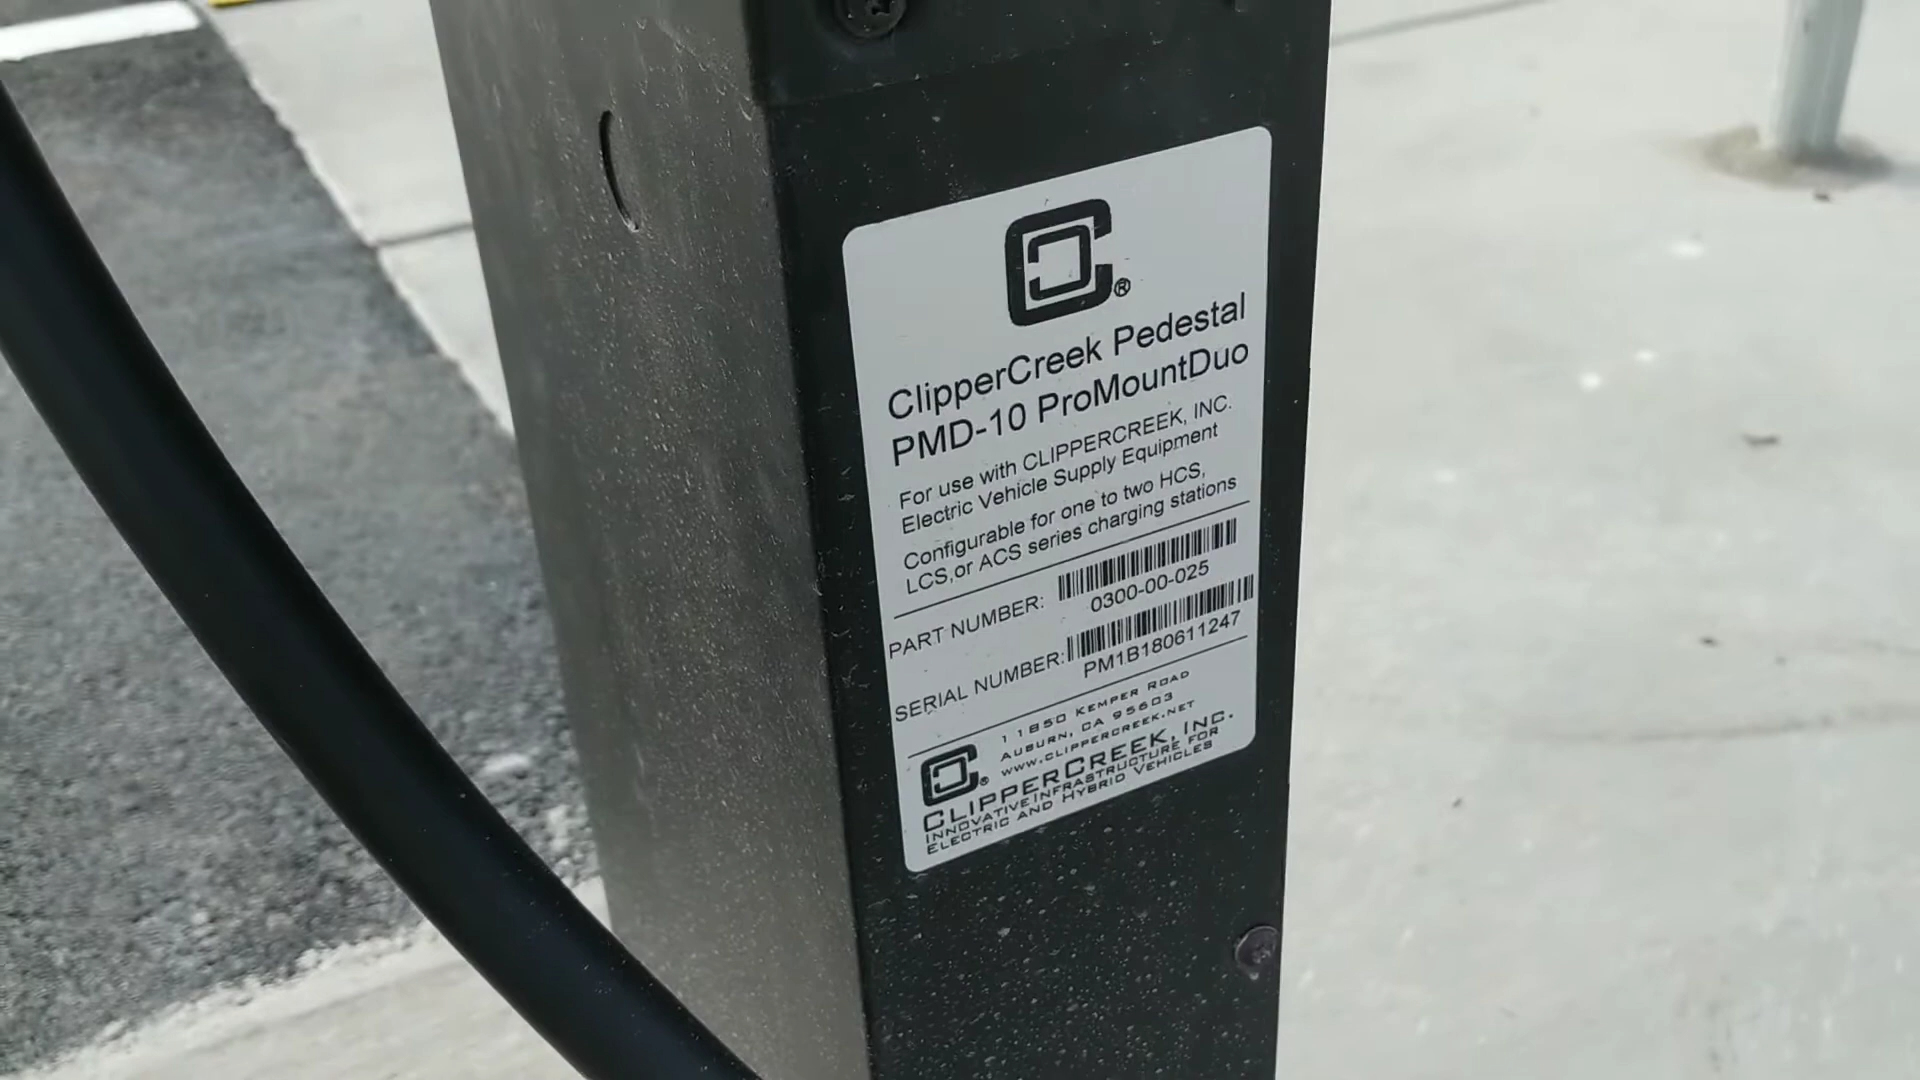 ®
ClipperCreek Pedestal
PMD-10 ProMountDuo
For use with CLIPPERCREEK, INC.
Electric Vehicle Supply Equipment
Configurable for one to two HCS,
LCS,or ACS series charging stations
PART NUMBER:
0300-00-025
SERIAL NUMBER:
PM1B180611247
11850 KEMPER ROAD
AUBURN, CA 95603
WWW.CLIPPERCREEK.NET
®
CLIPPERCREEK, INC.
INNOVATIVE INFRASTRUCTURE FOR
ELECTRIC AND HYBRID VEHICLES